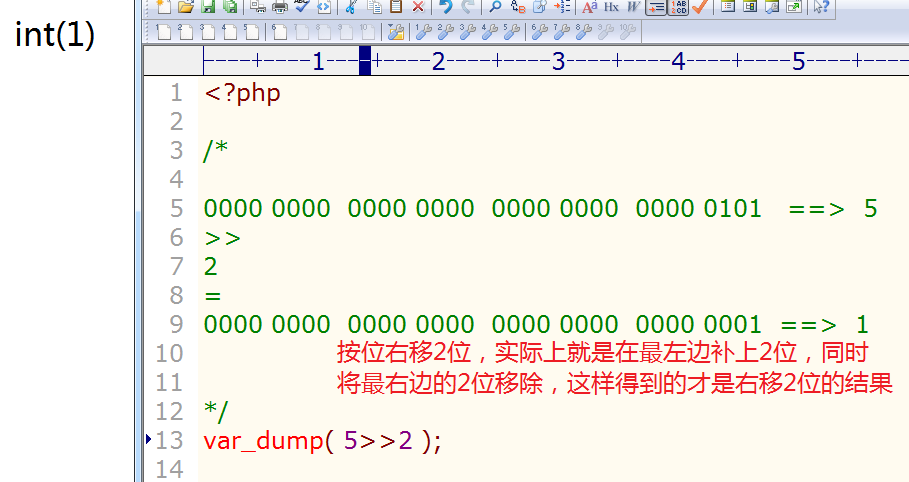 int(1)
----+----1----+----2----+----3----+----4----+----5----+----
1 <?php
2
3 /*
4
5 0000 0000  0000 0000  0000 0000  0000 0101  ==>  5
6 >>
7 2
8 =
9 0000 0000  0000 0000  0000 0000  0000 0001  ==>  1
10 按位右移2位，实际上就是在最左边补上2位，同时
11 将最右边的2位移除，这样得到的才是右移2位的结果
12 */
13 var_dump( 5>>2 );
14